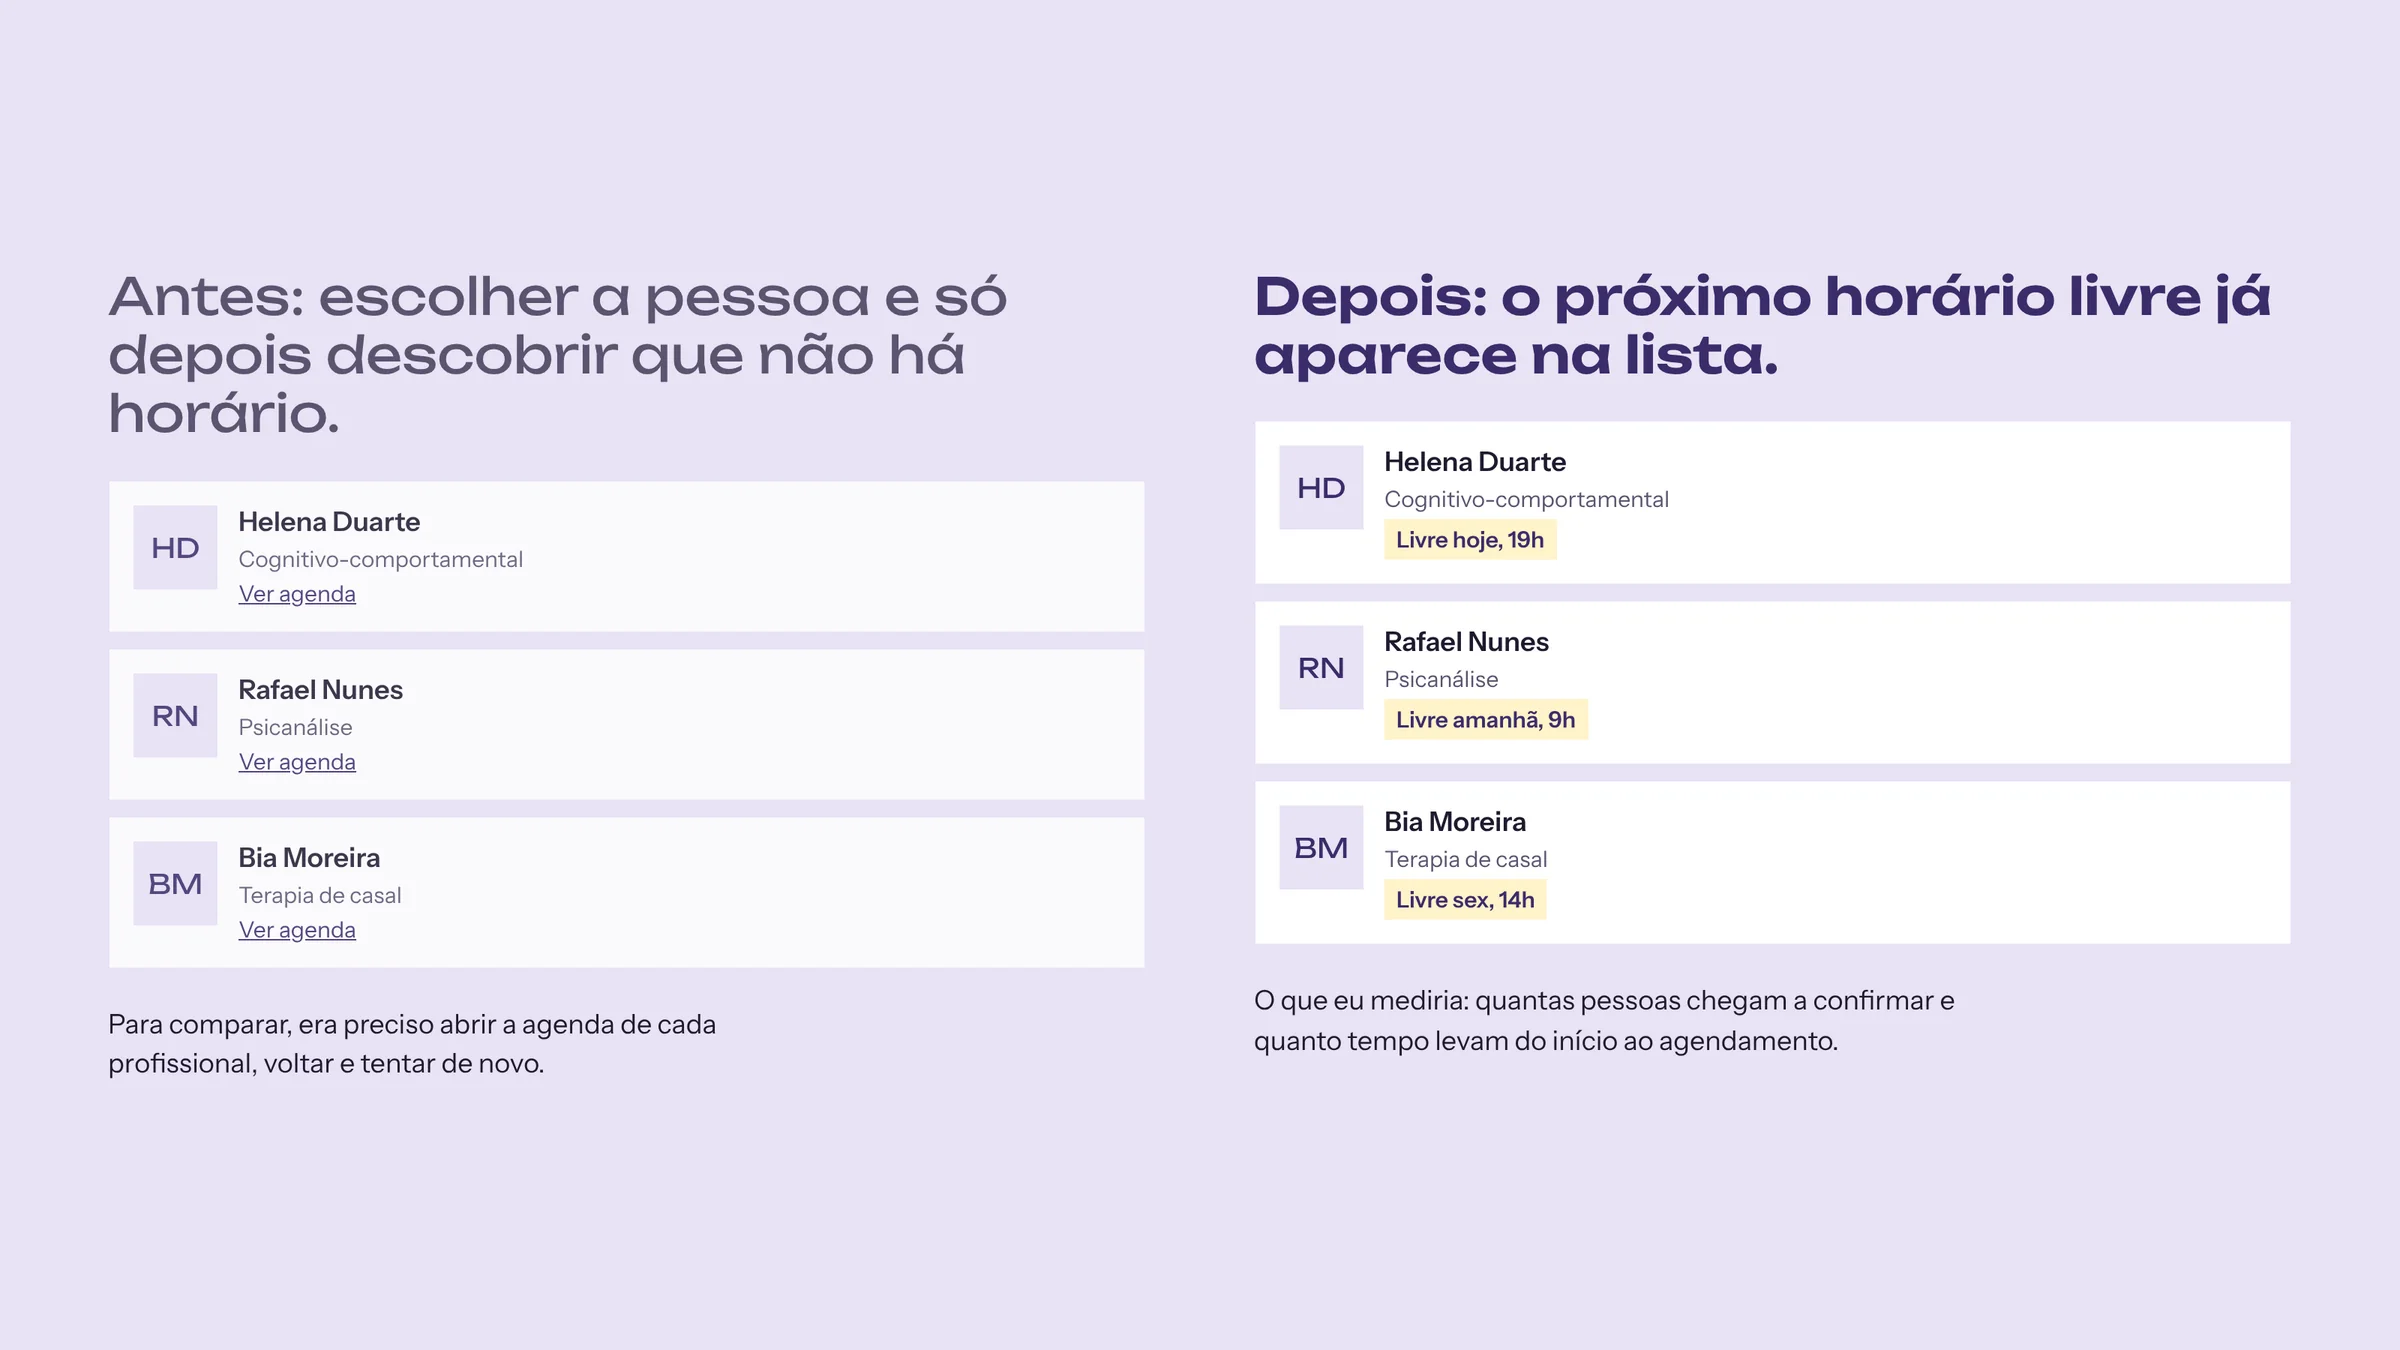 Antes: escolher a pessoa e só
depois descobrir que não há
horário.
HD
Helena Duarte
Cognitivo-comportamental
Ver agenda
RN
Rafael Nunes
Psicanálise
Ver agenda
BM
Bia Moreira
Terapia de casal
Ver agenda
Para comparar, era preciso abrir a agenda de cada
profissional, voltar e tentar de novo.
Depois: o próximo horário livre já
aparece na lista.
HD
Helena Duarte
Cognitivo-comportamental
Livre hoje, 19h
RN
Rafael Nunes
Psicanálise
Livre amanhã, 9h
BM
Bia Moreira
Terapia de casal
Livre sex, 14h
O que eu mediria: quantas pessoas chegam a confirmar e
quanto tempo levam do início ao agendamento.